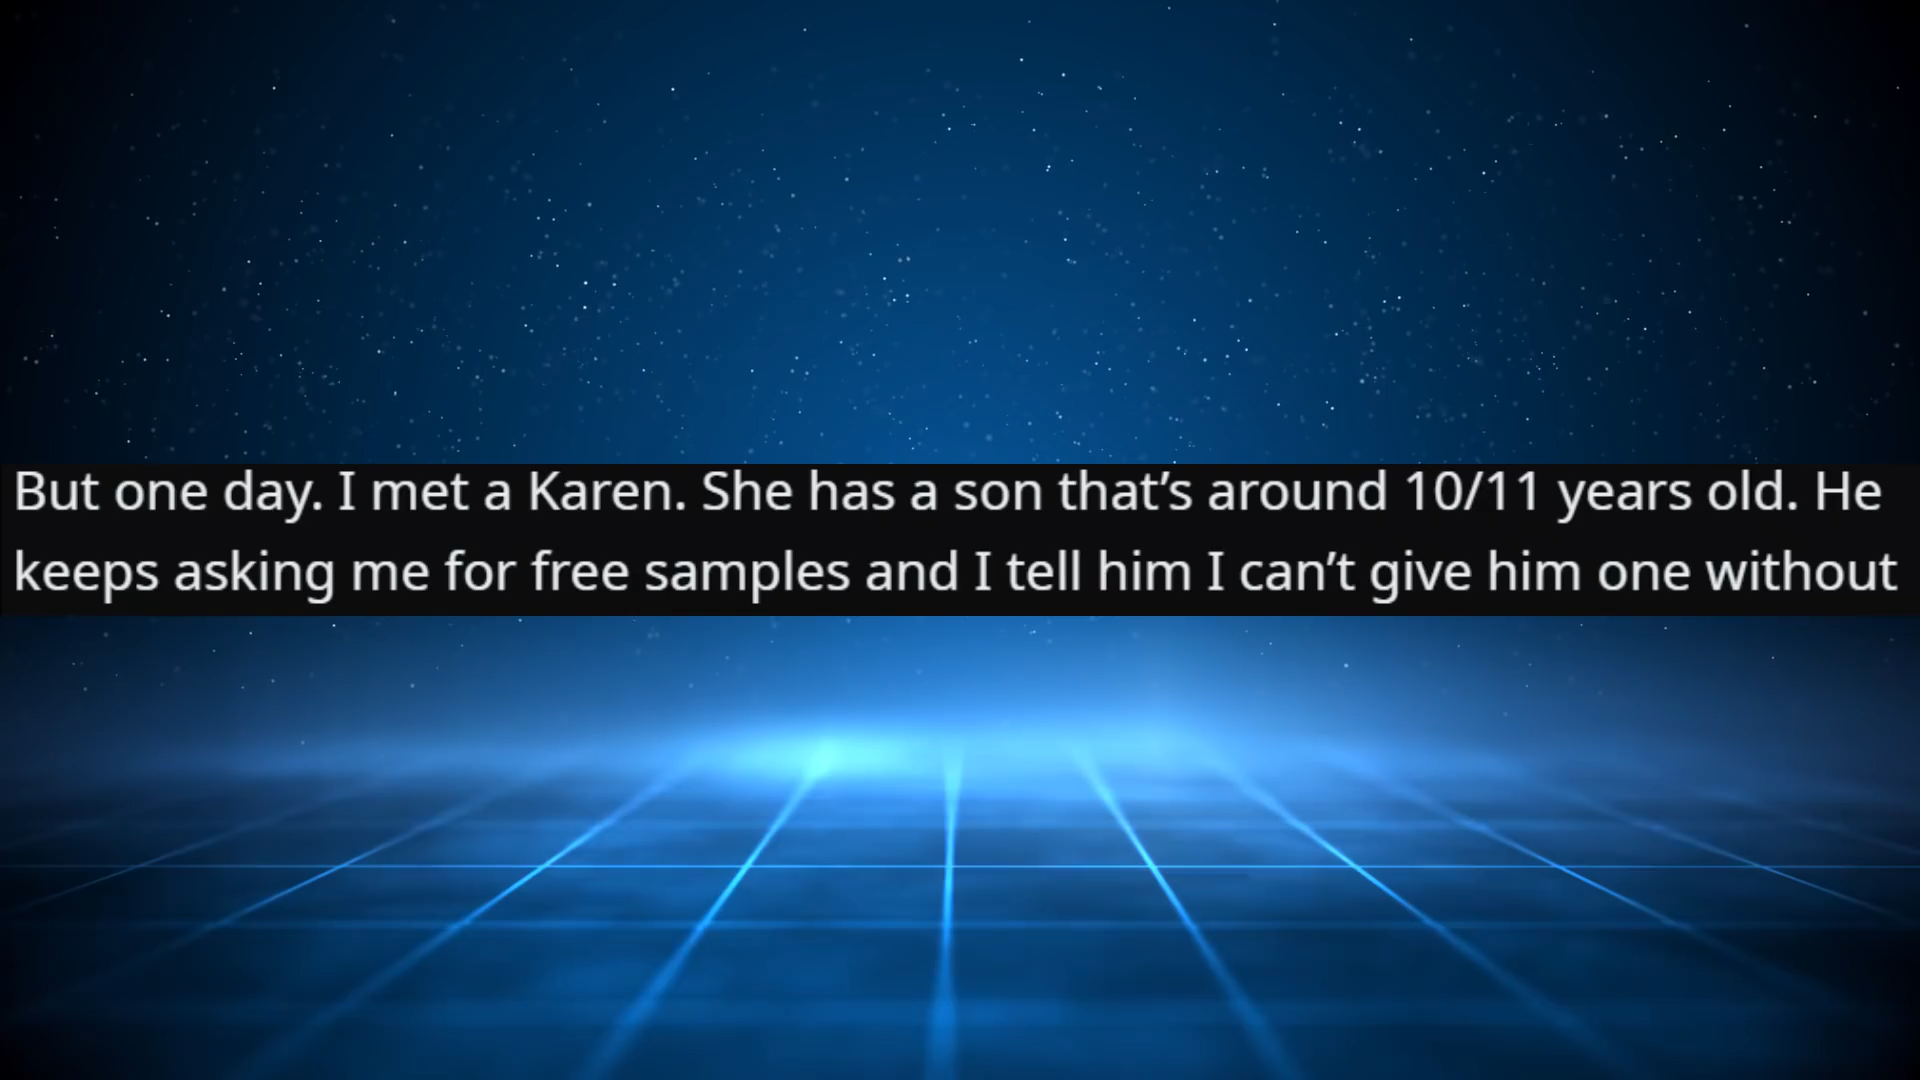 But one day. I met a Karen. She has a son that’s around 10/11 years old. He
keeps asking me for free samples and I tell him I can’t give him one without